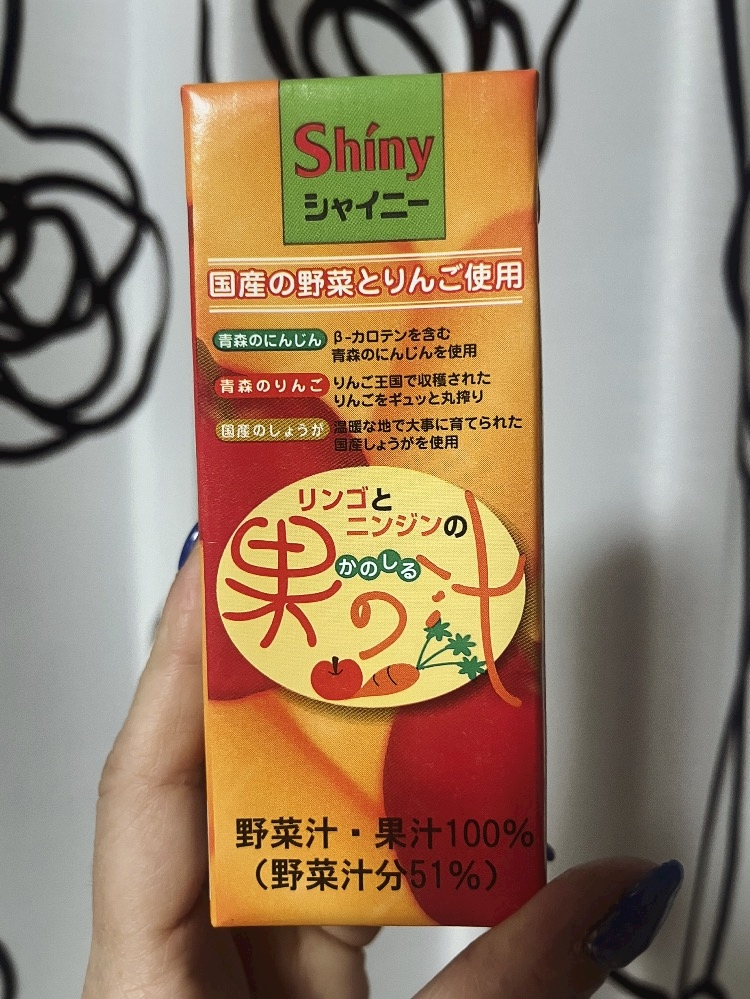 Shíny
シャイニー
国産の野菜とりんご使用
青森のにんじん
β-カロテンを含む
青森のにんじんを使用
青森のりんご
りんご王国で収穫された
りんごをギュッと丸搾り
国産のしょうが
温暖な地で大事に育てられた
国産しょうがを使用
リンゴと
ニンジンの
果の汁
かのしる
野菜汁・果汁100%
（野菜汁分51%）